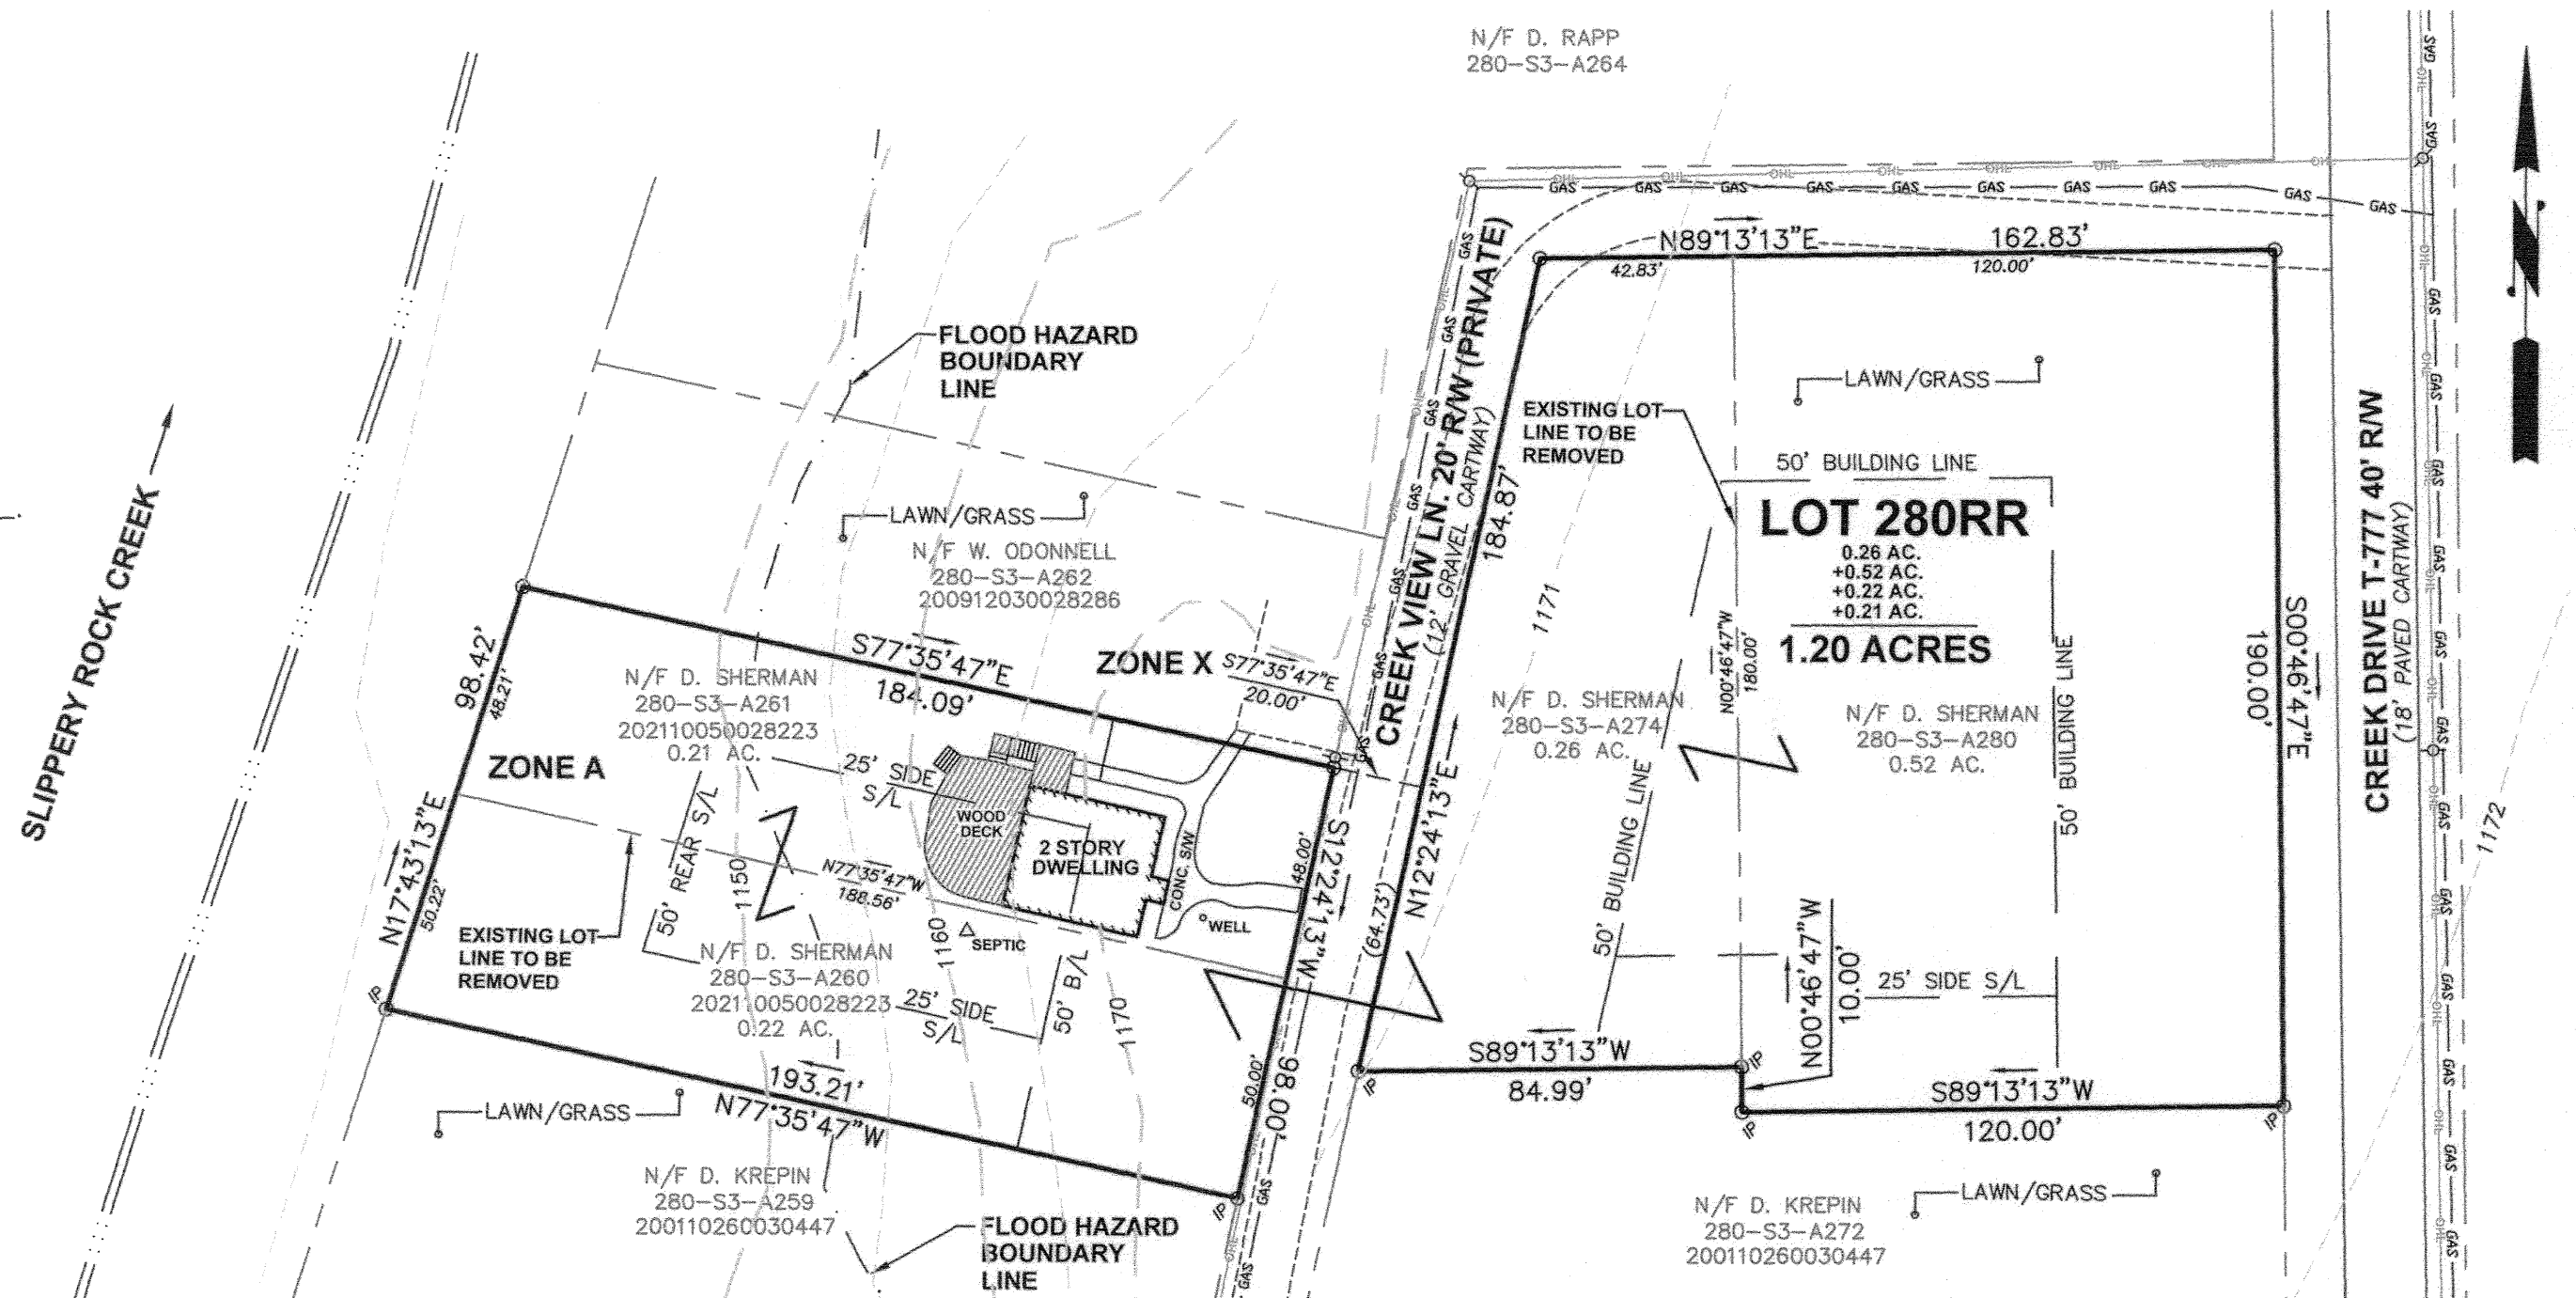 N/F D. RAPP
280-S3-A264
SLIPPERY ROCK CREEK
FLOOD HAZARD
BOUNDARY
LINE
LAWN/GRASS
N/F W. ODONNELL
280-S3-A262
200912030028286
98.42'
48.21'
N17°43'13"E
50.22'
S77°35'47"E
184.09'
ZONE X
S77°35'47"E
20.00'
N/F D. SHERMAN
280-S3-A261
202110050028223
0.21 AC.
ZONE A
25' SIDE
S/L
WOOD
DECK
2 STORY
DWELLING
CONC. S/W
WELL
SEPTIC
50' REAR S/L
1150
1160
1170
N77°35'47"W
188.56'
EXISTING LOT
LINE TO BE
REMOVED
N/F D. SHERMAN
280-S3-A260
202110050028223
0.22 AC.
25' SIDE
S/L
50' B/L
IP
193.21'
N77°35'47"W
LAWN/GRASS
N/F D. KREPIN
280-S3-A259
200110260030447
FLOOD HAZARD
BOUNDARY
LINE
IP
48.00'
S12°24'13"W
50.00'
98.00'
CREEK VIEW LN. 20' R/W (PRIVATE)
(12' GRAVEL CARTWAY)
184.87'
N12°24'13"E
(64.73')
N89°13'13"E
162.83'
42.83'
120.00'
LAWN/GRASS
EXISTING LOT
LINE TO BE
REMOVED
50' BUILDING LINE
LOT 280RR
0.26 AC.
+0.52 AC.
+0.22 AC.
+0.21 AC.
1.20 ACRES
1171
N00°46'47"W
180.00'
N/F D. SHERMAN
280-S3-A274
0.26 AC.
N/F D. SHERMAN
280-S3-A280
0.52 AC.
50' BUILDING LINE
50' BUILDING LINE
25' SIDE S/L
N00°46'47"W
10.00'
S89°13'13"W
84.99'
IP
IP
IP
IP
S89°13'13"W
120.00'
S00°46'47"E
190.00'
LAWN/GRASS
N/F D. KREPIN
280-S3-A272
200110260030447
CREEK DRIVE T-777 40' R/W
(18' PAVED CARTWAY)
1172
GAS
OHL
N